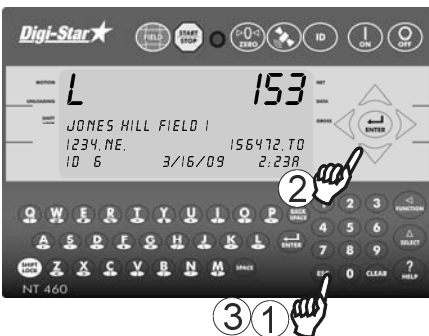 Digi-Star
FIELD START STOP ZERO ID ON OFF
MOTION L 153 NET
UNLOADING DATA
SHIFT GROSS
JONES HILL FIELD 1
1234.NE. 156472.TO
ID 6 3/16/09 2:23A
ENTER
2
Q W E R T Y U I O P BACK SPACE 1 2 3 FUNCTION
A S D F G H J K L ENTER 4 5 6 SELECT
7 8 9
SHIFT LOCK Z X C V B N M SPACE ESC 0 CLEAR ? HELP
NT 460
3 1